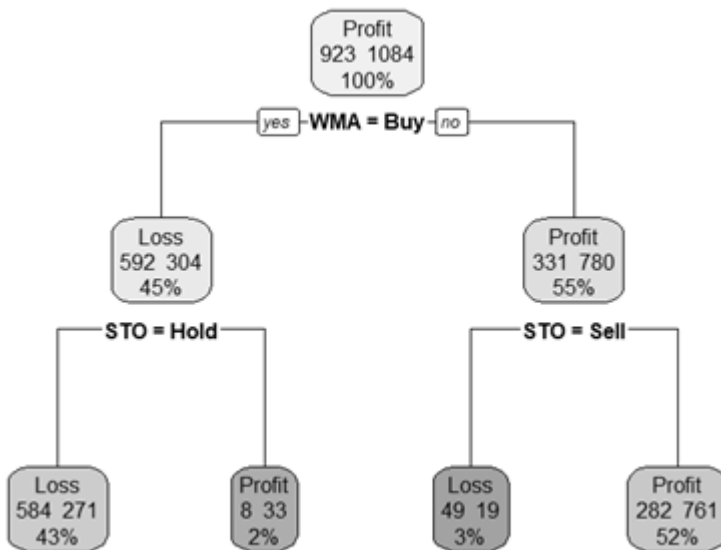 Profit
923 1084
100%
yes WMA = Buy no
Loss
592 304
45%
Profit
331 780
55%
STO = Hold
STO = Sell
Loss
584 271
43%
Profit
8 33
2%
Loss
49 19
3%
Profit
282 761
52%